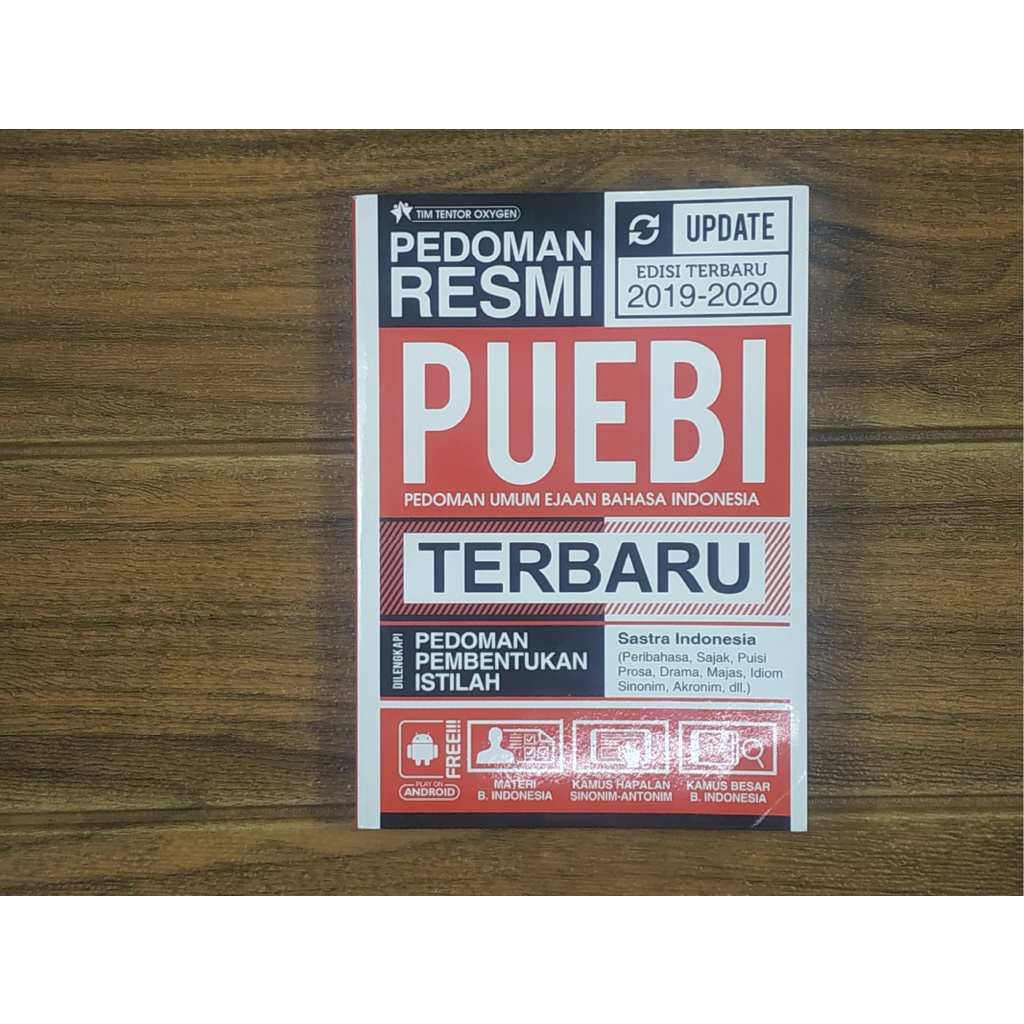 TIM TENTOR OXYGEN
PEDOMAN
RESMI
UPDATE
EDISI TERBARU
2019-2020
PUEBI
PEDOMAN UMUM EJAAN BAHASA INDONESIA
TERBARU
DILENGKAPI
PEDOMAN
PEMBENTUKAN
ISTILAH
Sastra Indonesia
(Peribahasa, Sajak, Puisi
Prosa, Drama, Majas, Idiom
Sinonim, Akronim, dll.)
FREE!!!
PLAY ON
ANDROID
MATERI
B. INDONESIA
KAMUS HAPALAN
SINONIM-ANTONIM
KAMUS BESAR
B. INDONESIA